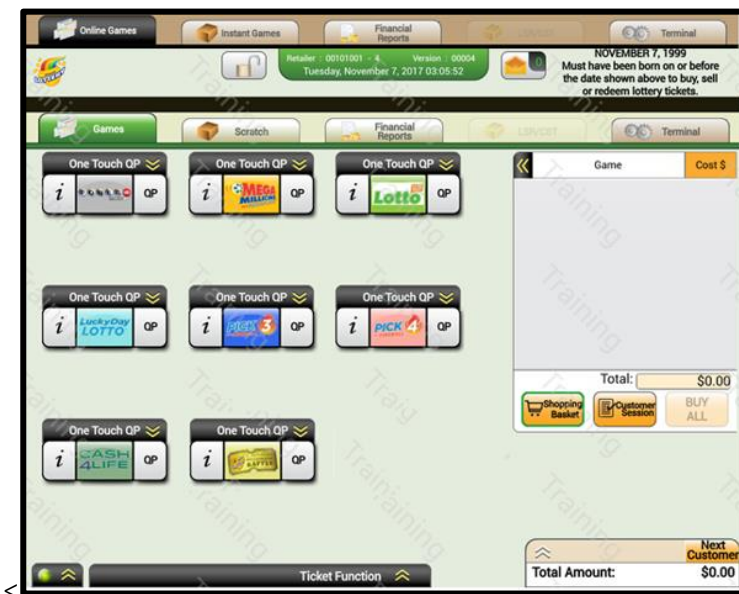 Online Games
Instant Games
Financial
Reports
Terminal
Retailer : 00101001 - 4 Version : 00004
Tuesday, November 7, 2017 03:05:52
0
NOVEMBER 7, 1999
Must have been born on or before
the date shown above to buy, sell
or redeem lottery tickets.
Games
Scratch
Financial
Reports
Terminal
One Touch QP
One Touch QP
One Touch QP
i QP
i MEGA MILLIONS QP
i Lotto QP
Game Cost $
One Touch QP
One Touch QP
One Touch QP
i LuckyDay LOTTO QP
i PICK 3 QP
i PICK 4 QP
Total: $0.00
Shopping
Basket
Customer
Session
BUY
ALL
One Touch QP
One Touch QP
i CASH 4LIFE QP
i RAFFLE QP
Next
Customer
Ticket Function
Total Amount: $0.00
<
Training